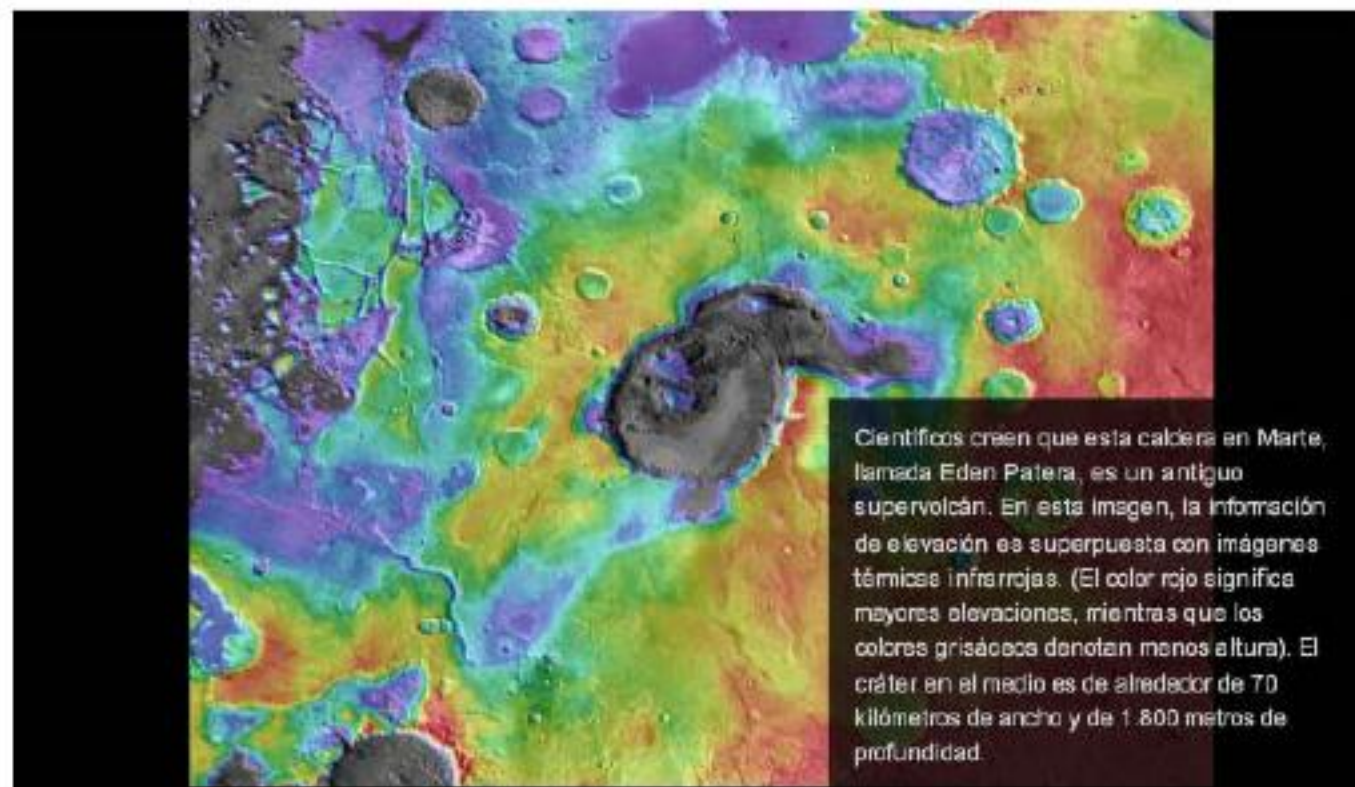 Científicos creen que esta caldera en Marte,
llamada Eden Patera, es un antiguo
supervolcán. En esta imagen, la información
de elevación es superpuesta con imágenes
térmicas infrarrojas. (El color rojo significa
mayores elevaciones, mientras que los
colores grisáceos denotan menos altura). El
cráter en el medio es de alrededor de 70
kilómetros de ancho y de 1.800 metros de
profundidad.